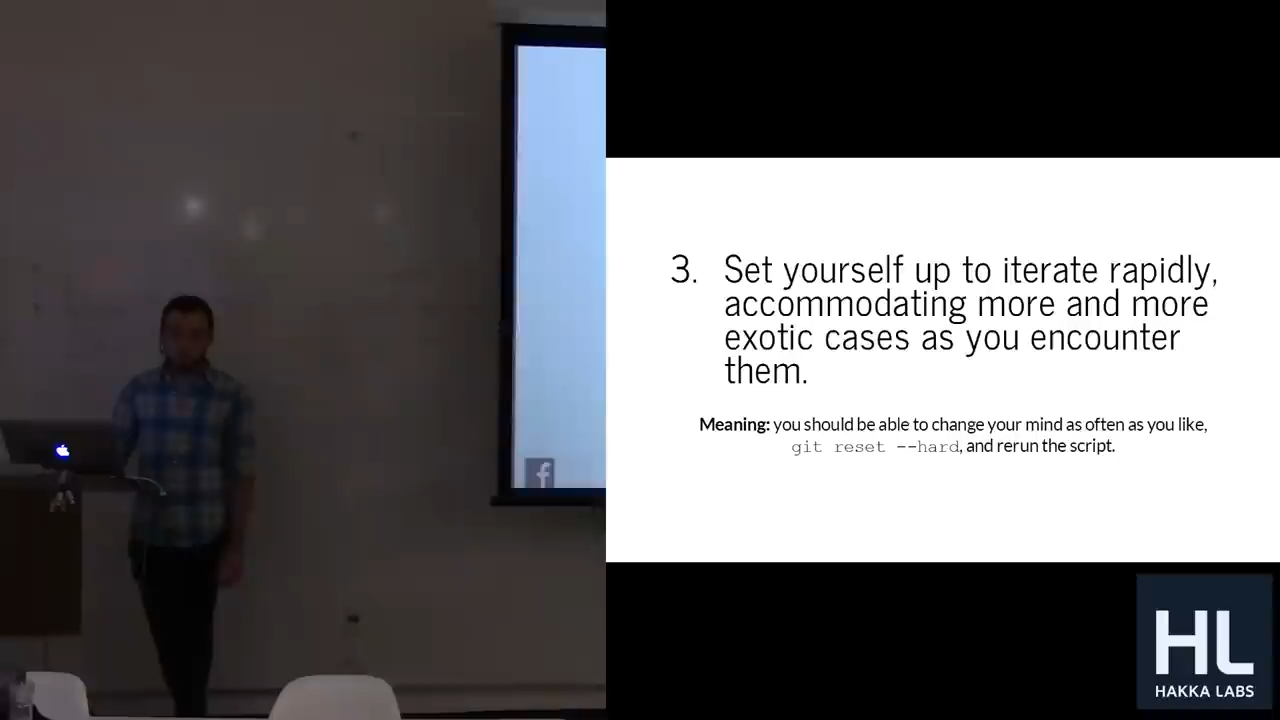 3. Set yourself up to iterate rapidly,
accommodating more and more
exotic cases as you encounter
them.
Meaning: you should be able to change your mind as often as you like,
git reset --hard, and rerun the script.
f
HL
HAKKA LABS